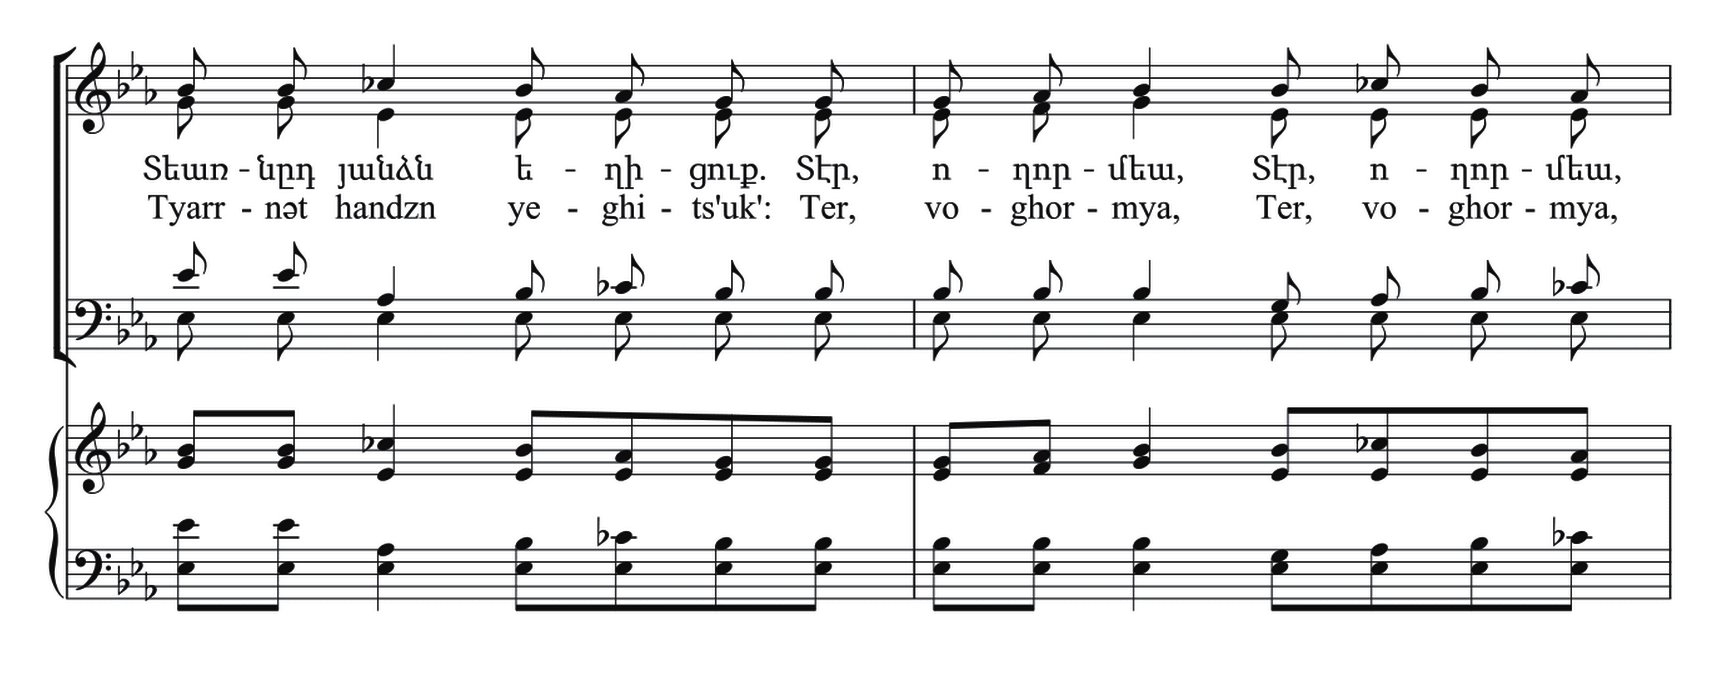 Տեառ - նըդ յանձն ե - ղի - ցուք. Տէր, ո - ղոր - մեա, Տէր, ո - ղոր - մեա,
Tyarr - nət handzn ye - ghi - ts'uk': Ter, vo - ghor - mya, Ter, vo - ghor - mya,